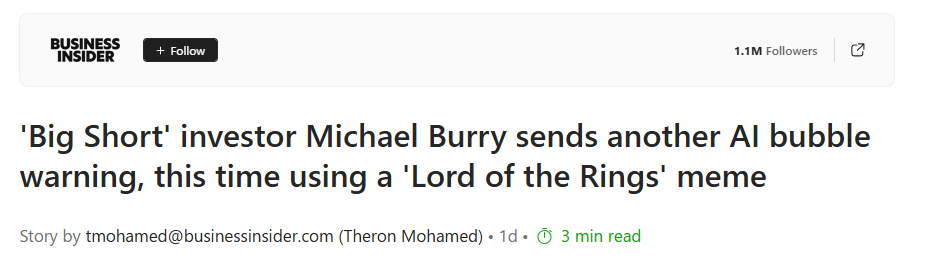 BUSINESS
INSIDER
+ Follow
1.1M Followers
'Big Short' investor Michael Burry sends another AI bubble
warning, this time using a 'Lord of the Rings' meme
Story by tmohamed@businessinsider.com (Theron Mohamed) • 1d • 3 min read